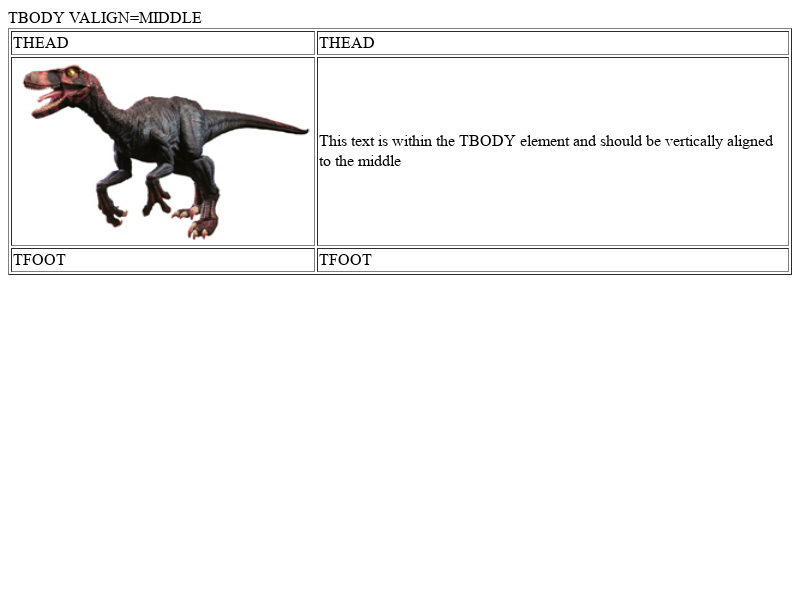 TBODY VALIGN=MIDDLE
THEAD THEAD
This text is within the TBODY element and should be vertically aligned
to the middle
TFOOT TFOOT